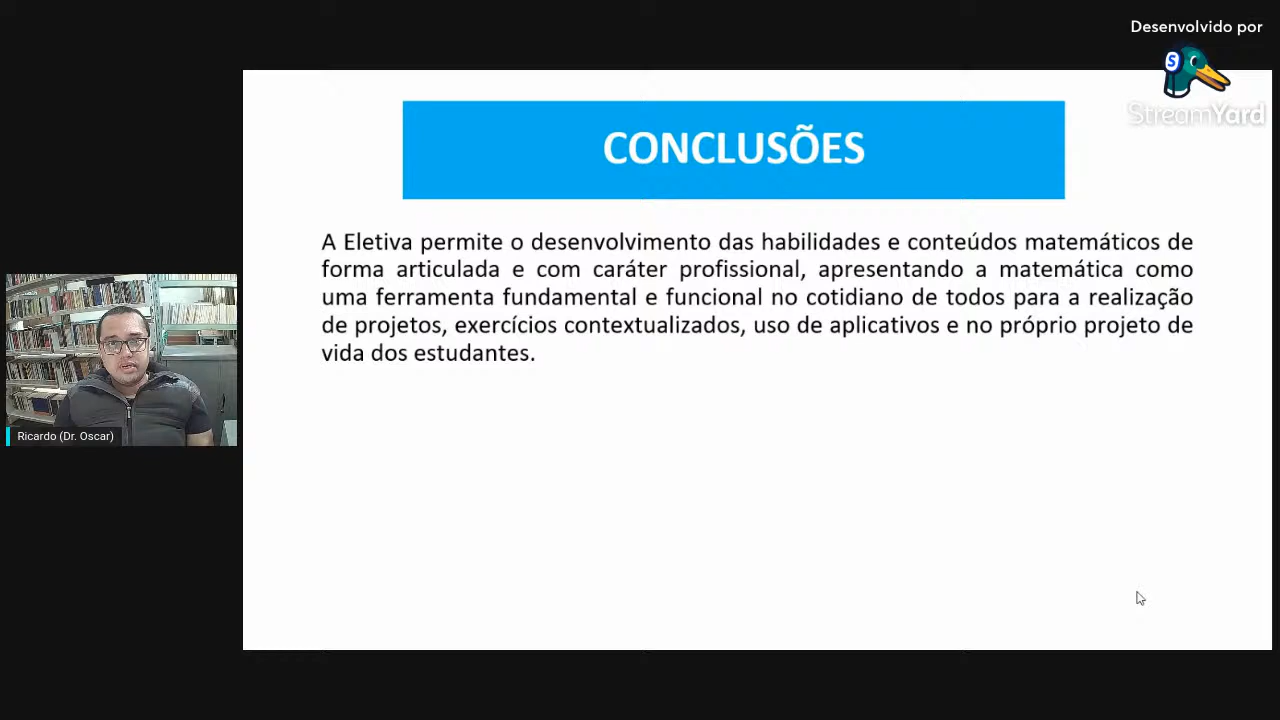 Desenvolvido por
S
StreamYard
CONCLUSÕES
A Eletiva permite o desenvolvimento das habilidades e conteúdos matemáticos de
forma articulada e com caráter profissional, apresentando a matemática como
uma ferramenta fundamental e funcional no cotidiano de todos para a realização
de projetos, exercícios contextualizados, uso de aplicativos e no próprio projeto de
vida dos estudantes.
Ricardo (Dr. Oscar)